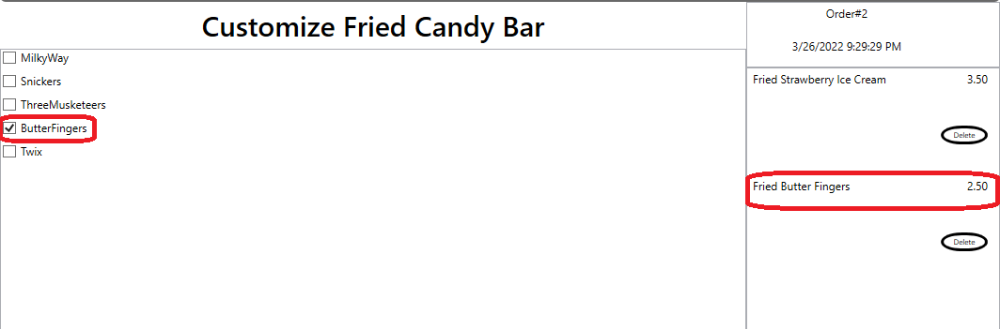 Customize Fried Candy Bar
MilkyWay
Snickers
ThreeMusketeers
ButterFingers
Twix
Order#2
3/26/2022 9:29:29 PM
Fried Strawberry Ice Cream 3.50
Delete
Fried Butter Fingers 2.50
Delete